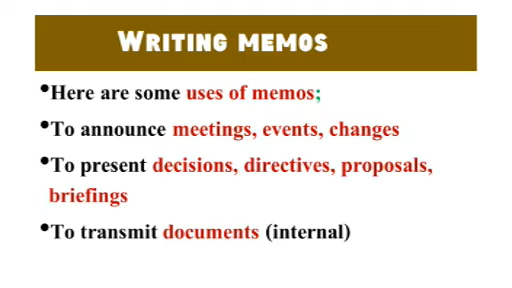 WRITING MEMOS
•Here are some uses of memos;
•To announce meetings, events, changes
•To present decisions, directives, proposals,
briefings
•To transmit documents (internal)